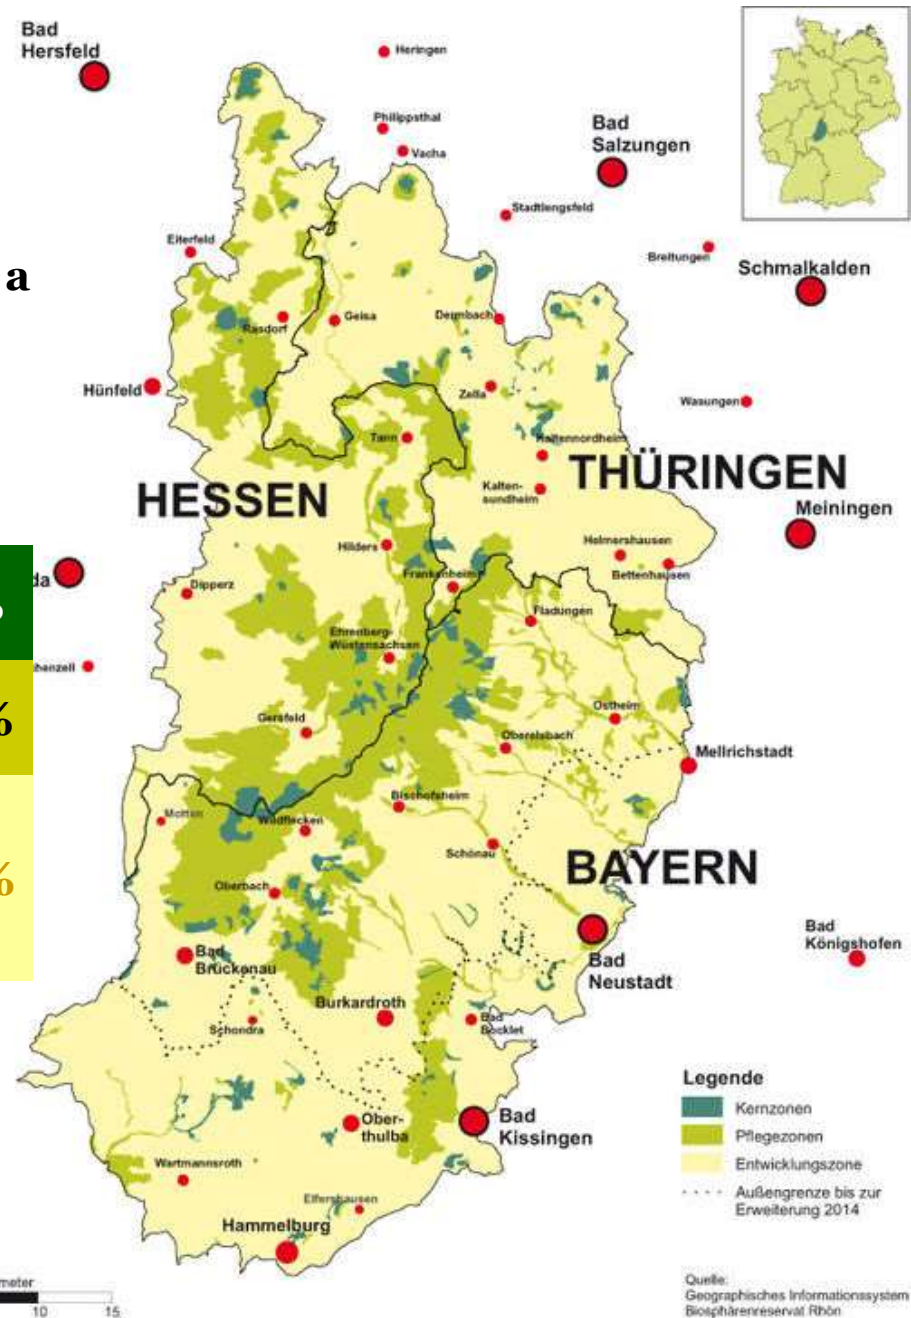 Bad
Hersfeld
Heringen
Philippsthal
Vacha
Bad
Salzungen
Stadtlengsfeld
Eiterfeld
Breitungen
Schmalkalden
a
Rasdorf
Geisa
Dermbach
Hünfeld
Zella
Wasungen
Tann
Kaltennordheim
HESSEN
THÜRINGEN
Kalten-
sundheim
Meiningen
Hilders
Helmershausen
Bettenhausen
da
Dipperz
Frankenheim
Fladungen
Ehrenberg-
Wüstensachsen
henzell
%
Gersfeld
Ostheim
Oberelsbach
Mellrichstadt
Bischofsheim
Motten
Wildflecken
Schönau
BAYERN
%
Oberbach
Bad
Neustadt
Bad
Königshofen
Bad
Brückenau
Burkardroth
Schondra
Bad
Bocklet
Legende
Kernzonen
Pflegezonen
Entwicklungszone
Außengrenze bis zur
Erweiterung 2014
Ober-
thulba
Bad
Kissingen
Wartmannsroth
Elfershausen
Hammelburg
meter
10 15
Quelle:
Geographisches Informationssystem
Biosphärenreservat Rhön